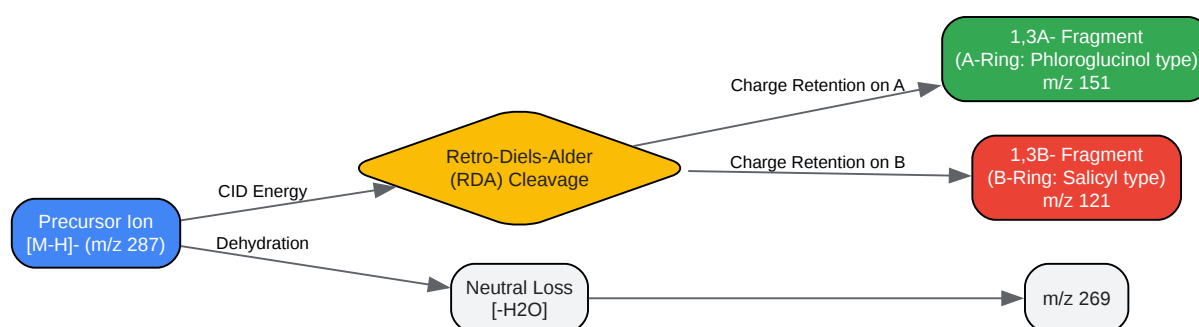 Precursor Ion
[M-H]- (m/z 287)
CID Energy
Dehydration
Retro-Diels-Alder
(RDA) Cleavage
Neutral Loss
[-H2O]
Charge Retention on A
Charge Retention on B
1,3A- Fragment
(A-Ring: Phloroglucinol type)
m/z 151
1,3B- Fragment
(B-Ring: Salicyl type)
m/z 121
m/z 269